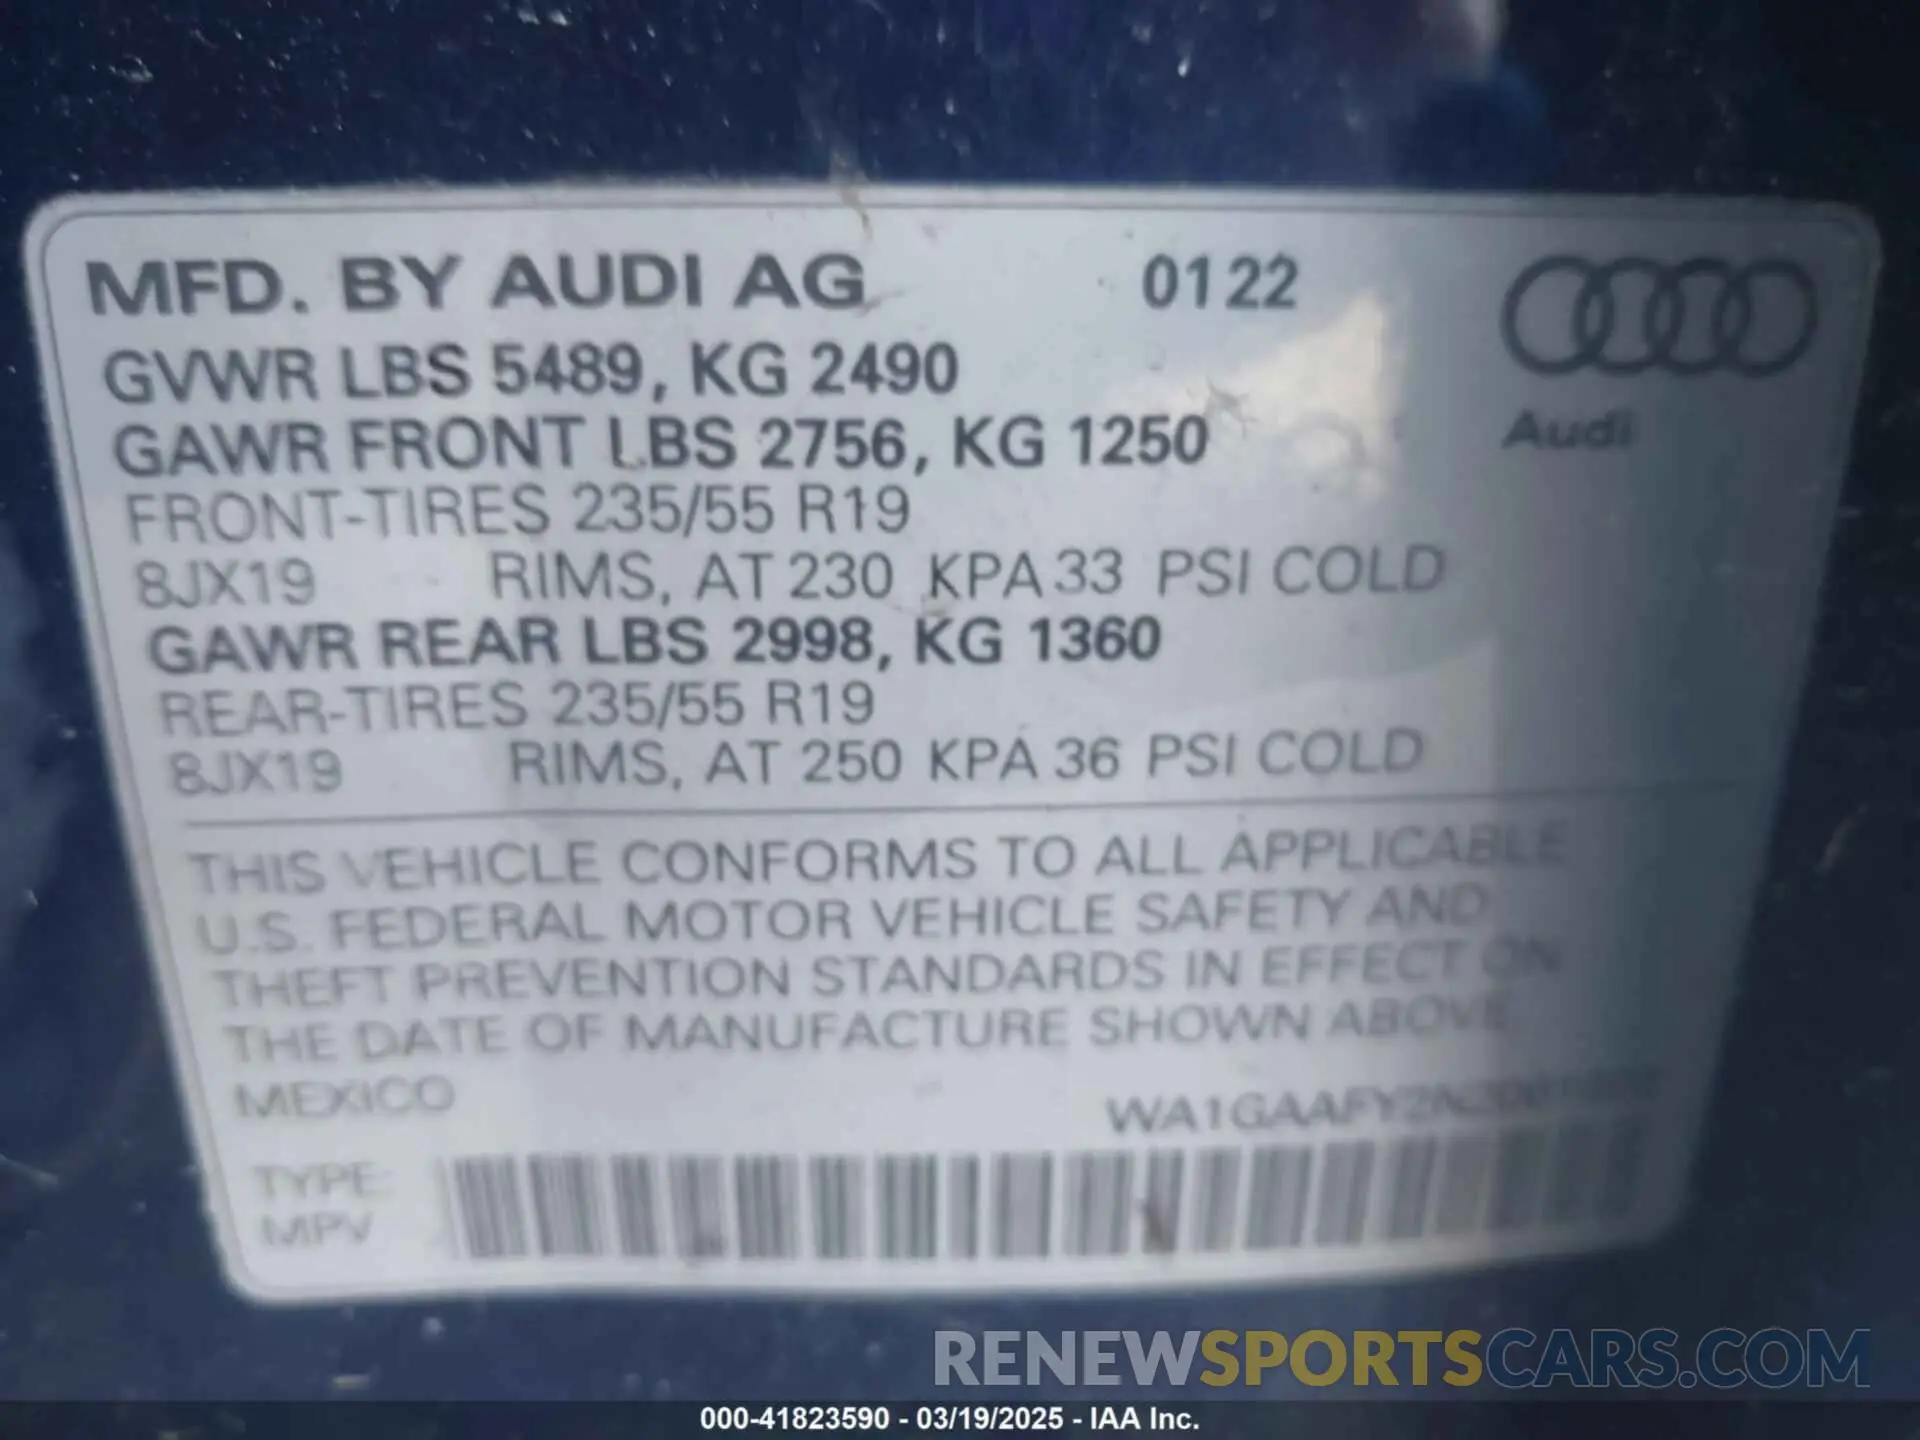 MFD. BY AUDI AG 0122
GVWR LBS 5489, KG 2490
GAWR FRONT LBS 2756, KG 1250
Audi
FRONT-TIRES 235/55 R19
8JX19 RIMS, AT 230 KPA 33 PSI COLD
GAWR REAR LBS 2998, KG 1360
REAR-TIRES 235/55 R19
8JX19 RIMS, AT 250 KPA 36 PSI COLD
THIS VEHICLE CONFORMS TO ALL APPLICABLE
U.S. FEDERAL MOTOR VEHICLE SAFETY AND
THEFT PREVENTION STANDARDS IN EFFECT ON
THE DATE OF MANUFACTURE SHOWN ABOVE
MEXICO
TYPE:
MPV
RENEWSPORTSCARS.COM
000-41823590 - 03/19/2025 - IAA Inc.